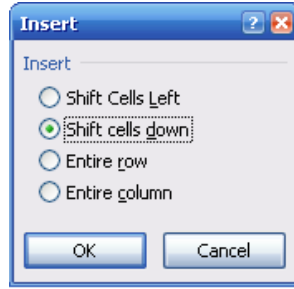 Insert
Insert
Shift Cells Left
Shift cells down
Entire row
Entire column
OK
Cancel